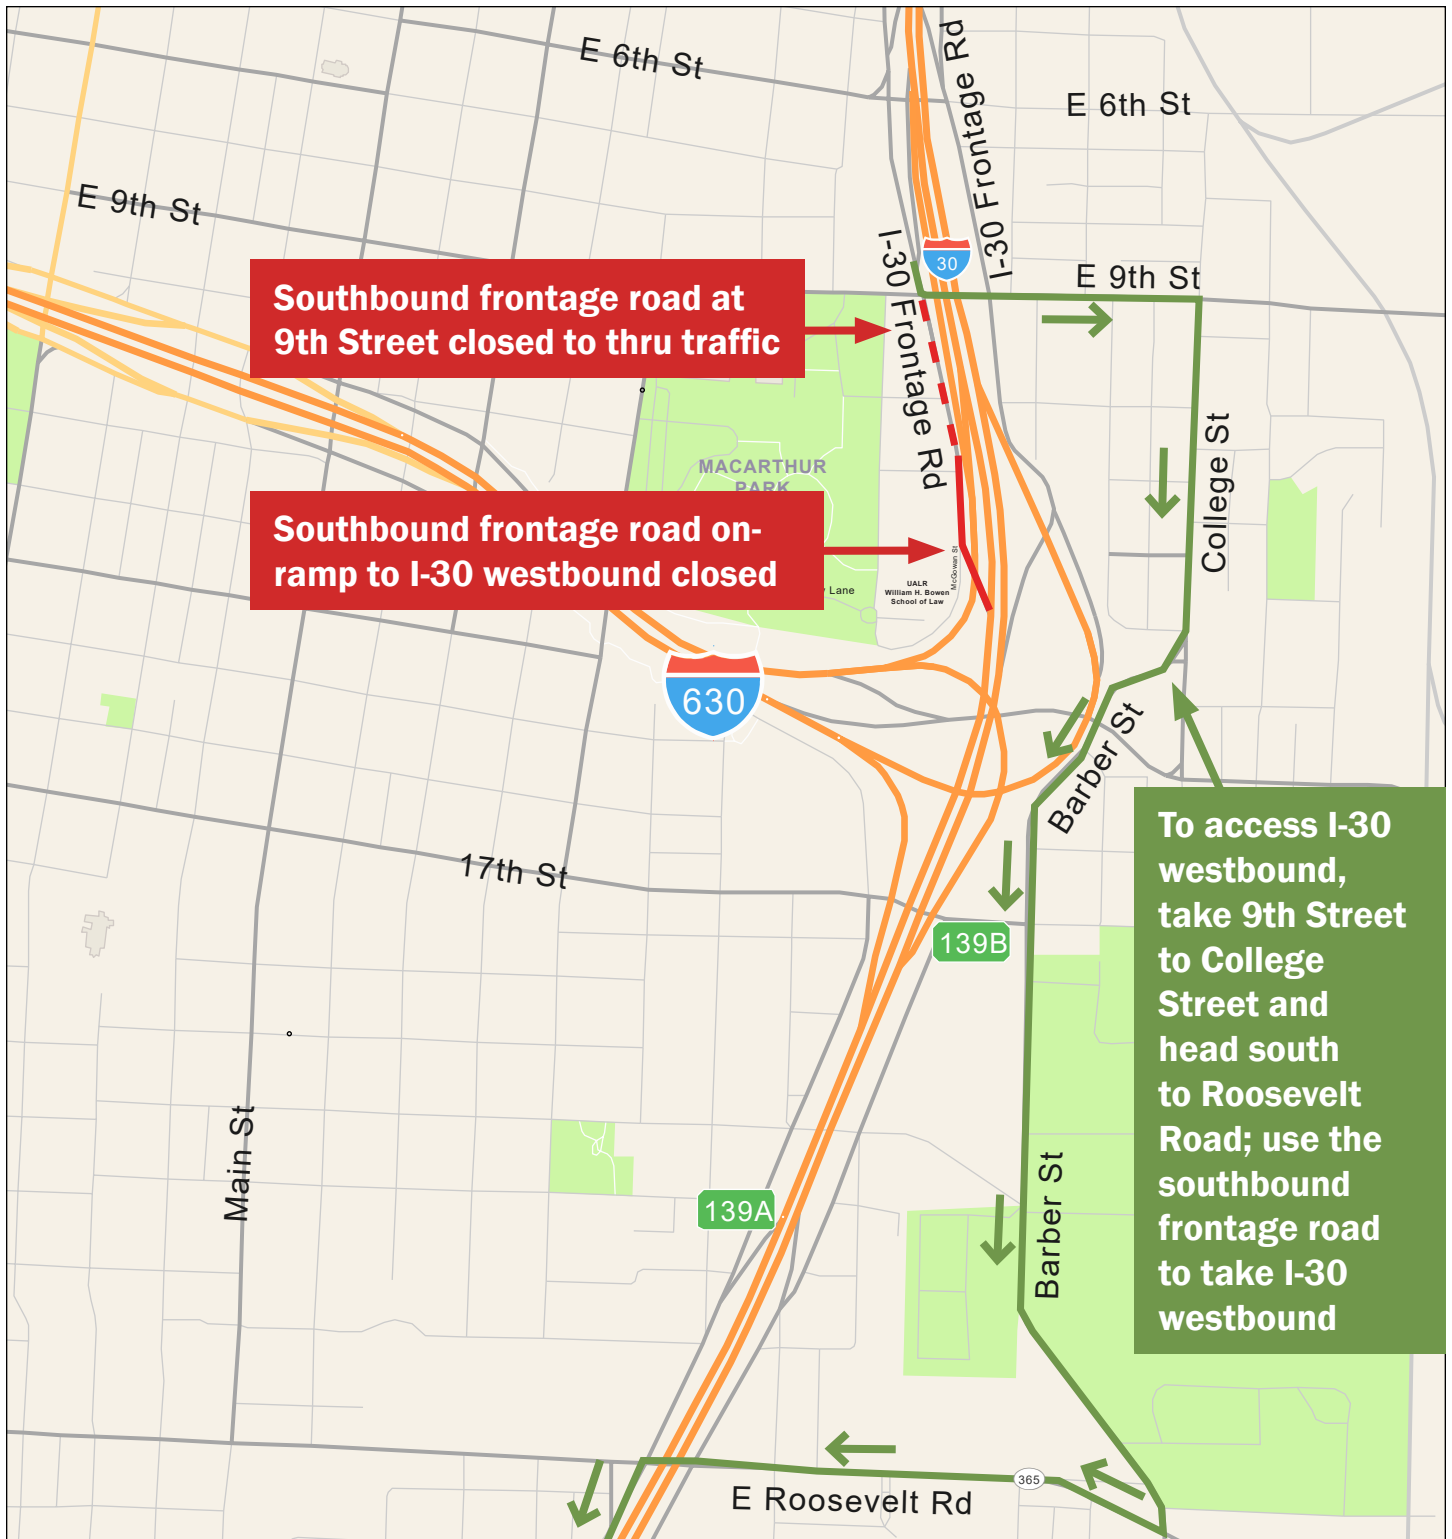 E 6th St
I-30 Frontage Rd
E 6th St
E 9th St
I-30 Frontage Rd
30
E 9th St
Southbound frontage road at
9th Street closed to thru traffic
College St
MACARTHUR
PARK
Southbound frontage road on-
ramp to I-30 westbound closed
McGowan St
Lane
UALR
William H. Bowen
School of Law
630
Barber St
To access I-30
westbound,
take 9th Street
to College
Street and
head south
to Roosevelt
Road; use the
southbound
frontage road
to take I-30
westbound
17th St
139B
Main St
139A
Barber St
365
E Roosevelt Rd